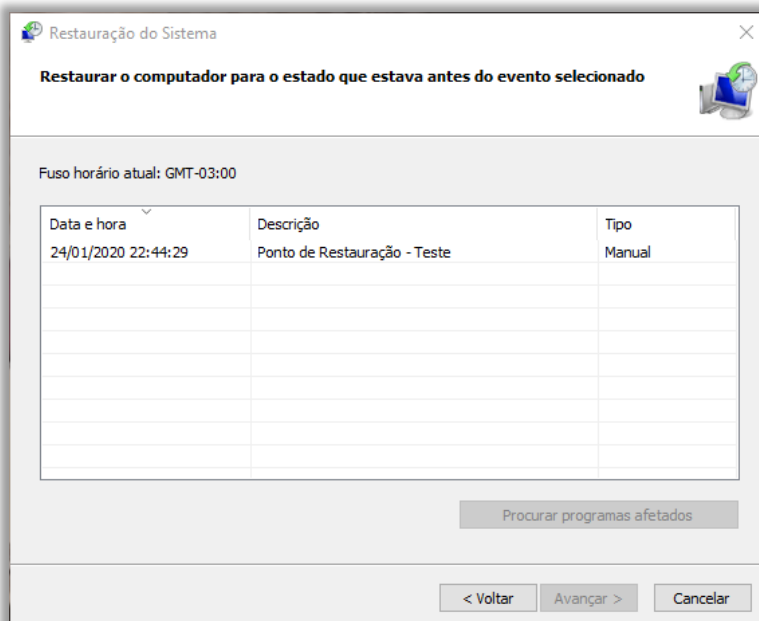 Restauração do Sistema
Restaurar o computador para o estado que estava antes do evento selecionado
Fuso horário atual: GMT-03:00
Data e hora Descrição Tipo
24/01/2020 22:44:29 Ponto de Restauração - Teste Manual
Procurar programas afetados
< Voltar Avançar > Cancelar